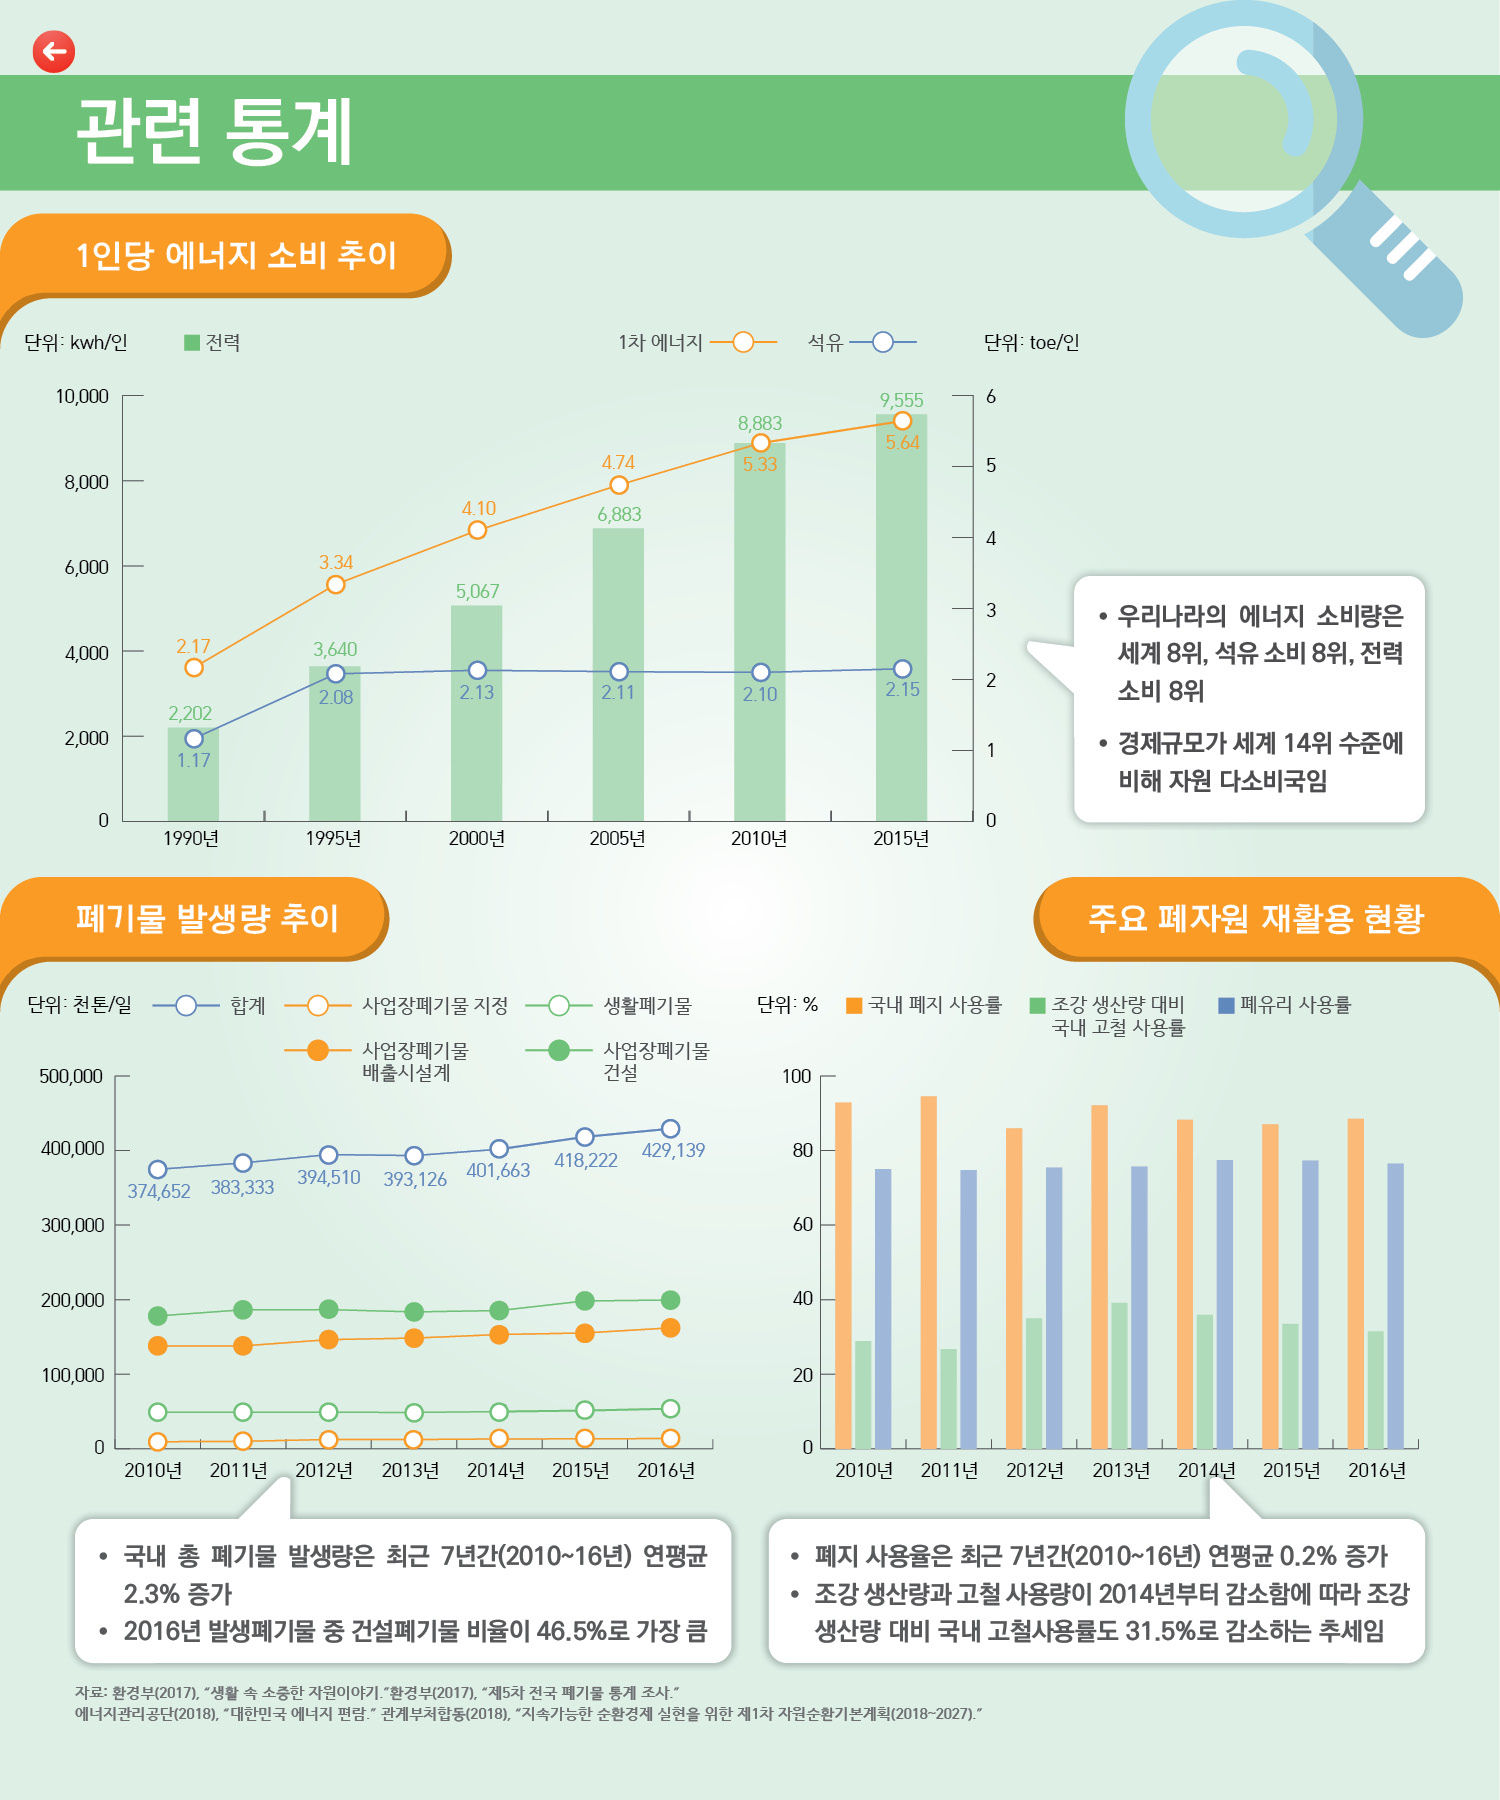 관련 통계
1인당 에너지 소비 추이
단위: kwh/인
전력
1차 에너지
석유
단위: toe/인
10,000
8,000
6,000
4,000
2,000
0
6
5
4
3
2
1
0
2,202
3,640
5,067
6,883
8,883
9,555
2.17
3.34
4.10
4.74
5.33
5.64
1.17
2.08
2.13
2.11
2.10
2.15
1990년
1995년
2000년
2005년
2010년
2015년
• 우리나라의 에너지 소비량은
세계 8위, 석유 소비 8위, 전력
소비 8위
• 경제규모가 세계 14위 수준에
비해 자원 다소비국임
폐기물 발생량 추이
단위: 천톤/일
합계
사업장폐기물 지정
생활폐기물
사업장폐기물
배출시설계
사업장폐기물
건설
500,000
400,000
300,000
200,000
100,000
0
374,652
383,333
394,510
393,126
401,663
418,222
429,139
2010년
2011년
2012년
2013년
2014년
2015년
2016년
• 국내 총 폐기물 발생량은 최근 7년간(2010~16년) 연평균
2.3% 증가
• 2016년 발생폐기물 중 건설폐기물 비율이 46.5%로 가장 큼
주요 폐자원 재활용 현황
단위: %
국내 폐지 사용률
조강 생산량 대비
국내 고철 사용률
폐유리 사용률
100
80
60
40
20
0
2010년
2011년
2012년
2013년
2014년
2015년
2016년
• 폐지 사용율은 최근 7년간(2010~16년) 연평균 0.2% 증가
• 조강 생산량과 고철 사용량이 2014년부터 감소함에 따라 조강
생산량 대비 국내 고철사용률도 31.5%로 감소하는 추세임
자료: 환경부(2017), “생활 속 소중한 자원이야기.”환경부(2017), “제5차 전국 폐기물 통계 조사.”
에너지관리공단(2018), “대한민국 에너지 편람.” 관계부처합동(2018), “지속가능한 순환경제 실현을 위한 제1차 자원순환기본계획(2018~2027).”